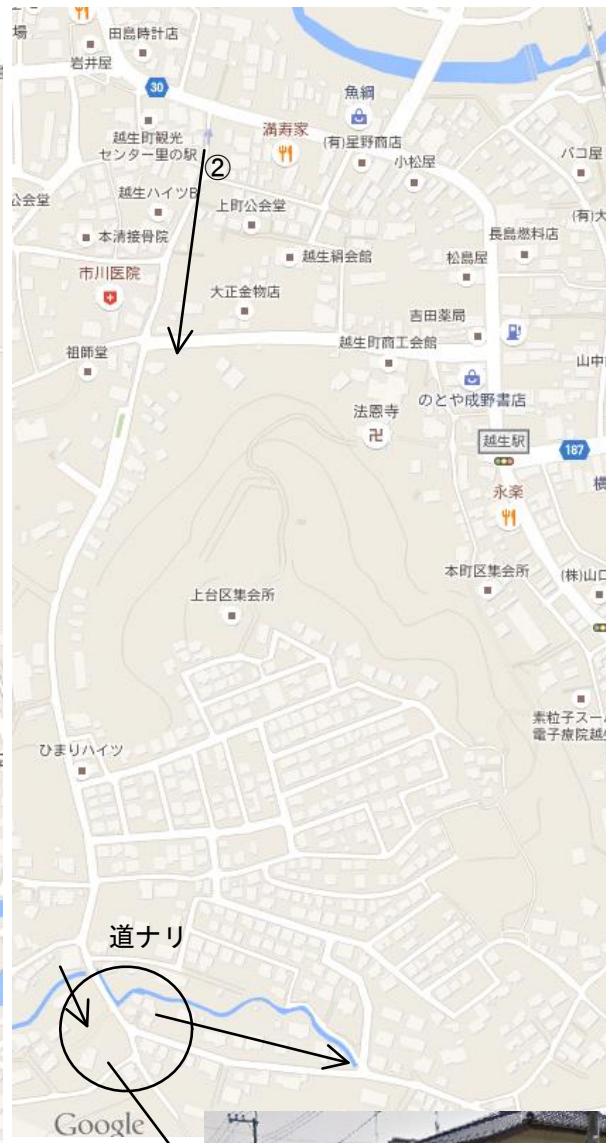 場
田島時計店
岩井屋
30
魚綱
越生町観光
センター里の駅
満寿家
(有)星野商店
②
小松屋
パコ屋
公会堂
越生ハイツB
上町公会堂
(有)大
本清接骨院
越生絹会館
松島屋
長島燃料店
市川医院
大正金物店
吉田薬局
祖師堂
越生町商工会館
山中
のとや成野書店
法恩寺
越生駅
187
横
永楽
上台区集会所
本町区集会所
(株)山口
素粒子スーパ
電子療院越生
ひまりハイツ
道ナリ
Google